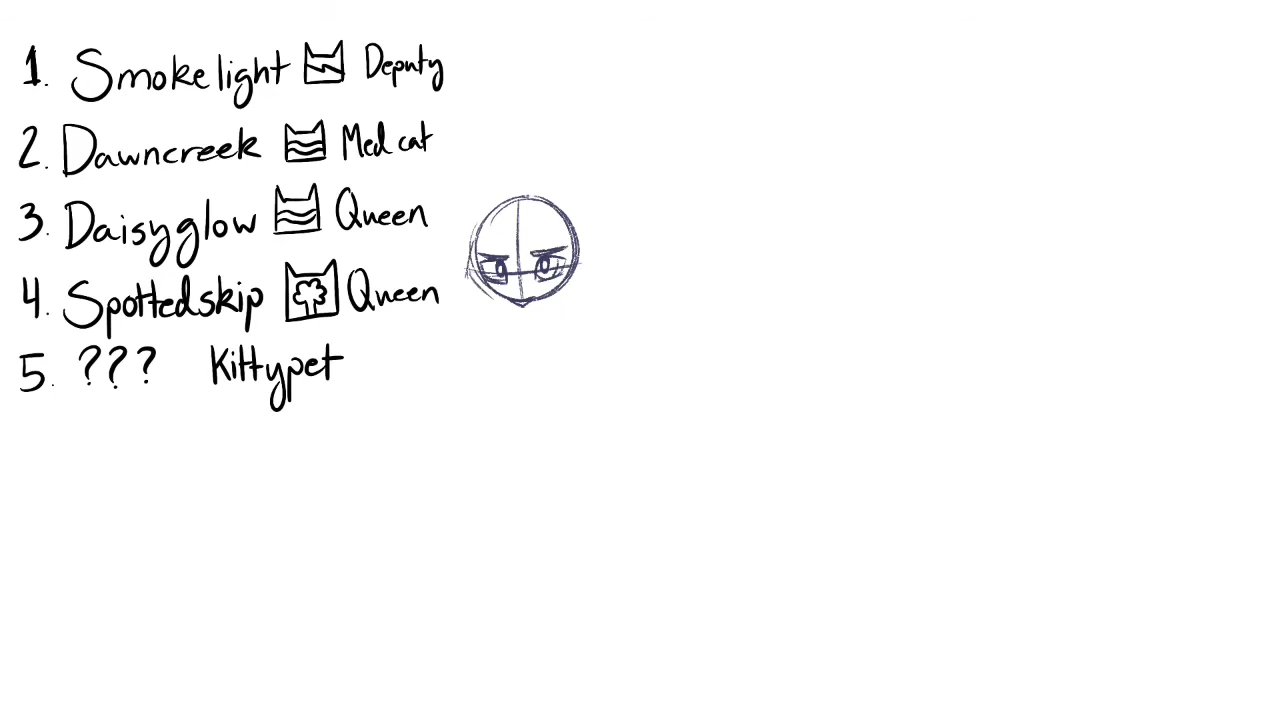 1. Smokelight Deputy
2. Dawncreek Med cat
3. Daisyglow Queen
4. Spottedskip Queen
5. ??? Kittypet